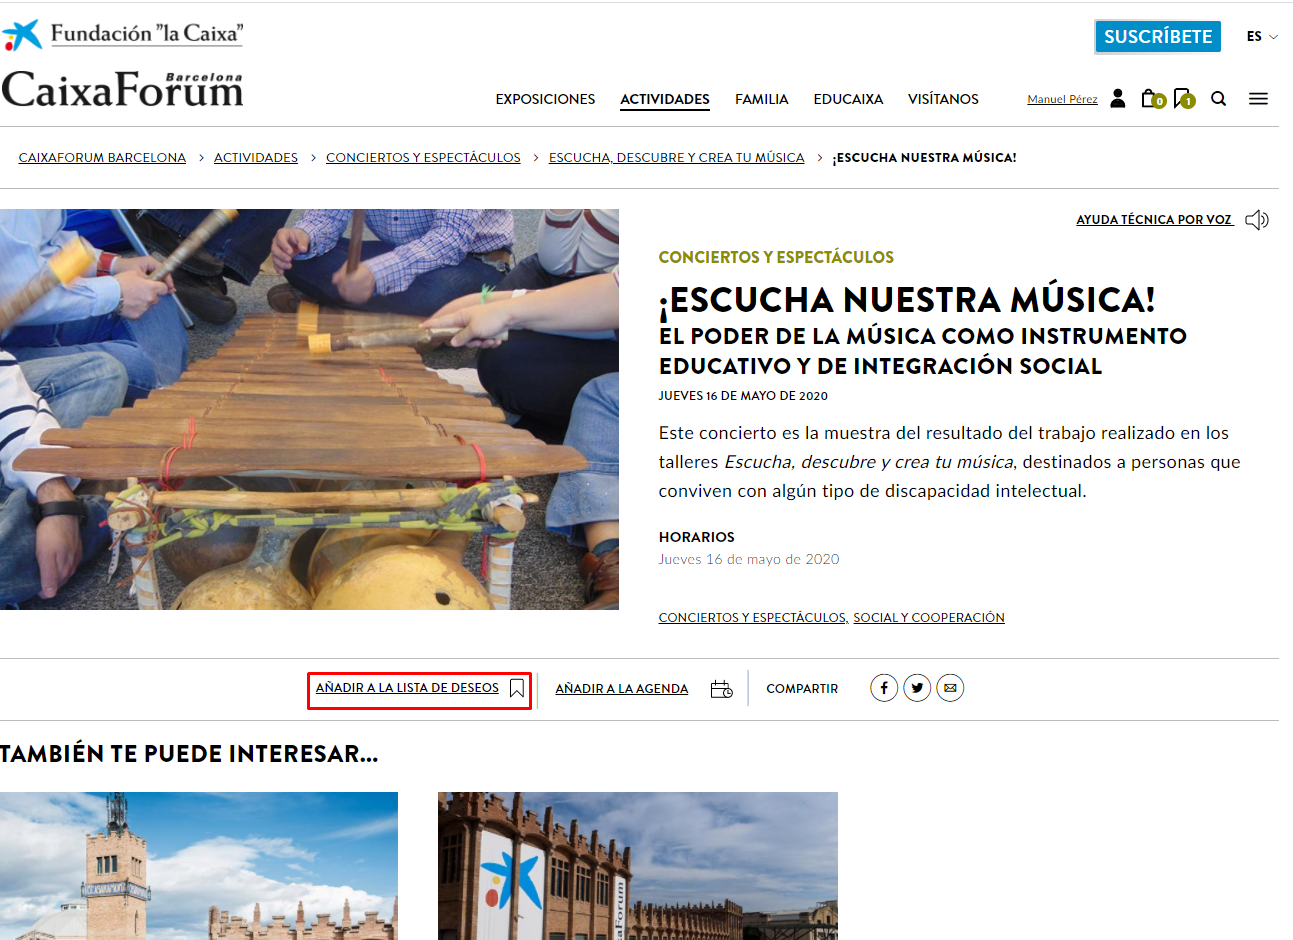 Fundación "la Caixa"
SUSCRÍBETE
ES
Barcelona
CaixaForum
EXPOSICIONES
ACTIVIDADES
FAMILIA
EDUCAIXA
VISÍTANOS
Manuel Pérez
0
1
CAIXAFORUM BARCELONA > ACTIVIDADES > CONCIERTOS Y ESPECTÁCULOS > ESCUCHA, DESCUBRE Y CREA TU MÚSICA > ¡ESCUCHA NUESTRA MÚSICA!
AYUDA TÉCNICA POR VOZ
CONCIERTOS Y ESPECTÁCULOS
¡ESCUCHA NUESTRA MÚSICA!
EL PODER DE LA MÚSICA COMO INSTRUMENTO
EDUCATIVO Y DE INTEGRACIÓN SOCIAL
JUEVES 16 DE MAYO DE 2020
Este concierto es la muestra del resultado del trabajo realizado en los
talleres Escucha, descubre y crea tu música, destinados a personas que
conviven con algún tipo de discapacidad intelectual.
HORARIOS
Jueves 16 de mayo de 2020
CONCIERTOS Y ESPECTÁCULOS, SOCIAL Y COOPERACIÓN
AÑADIR A LA LISTA DE DESEOS
AÑADIR A LA AGENDA
COMPARTIR
TAMBIÉN TE PUEDE INTERESAR...
aForum